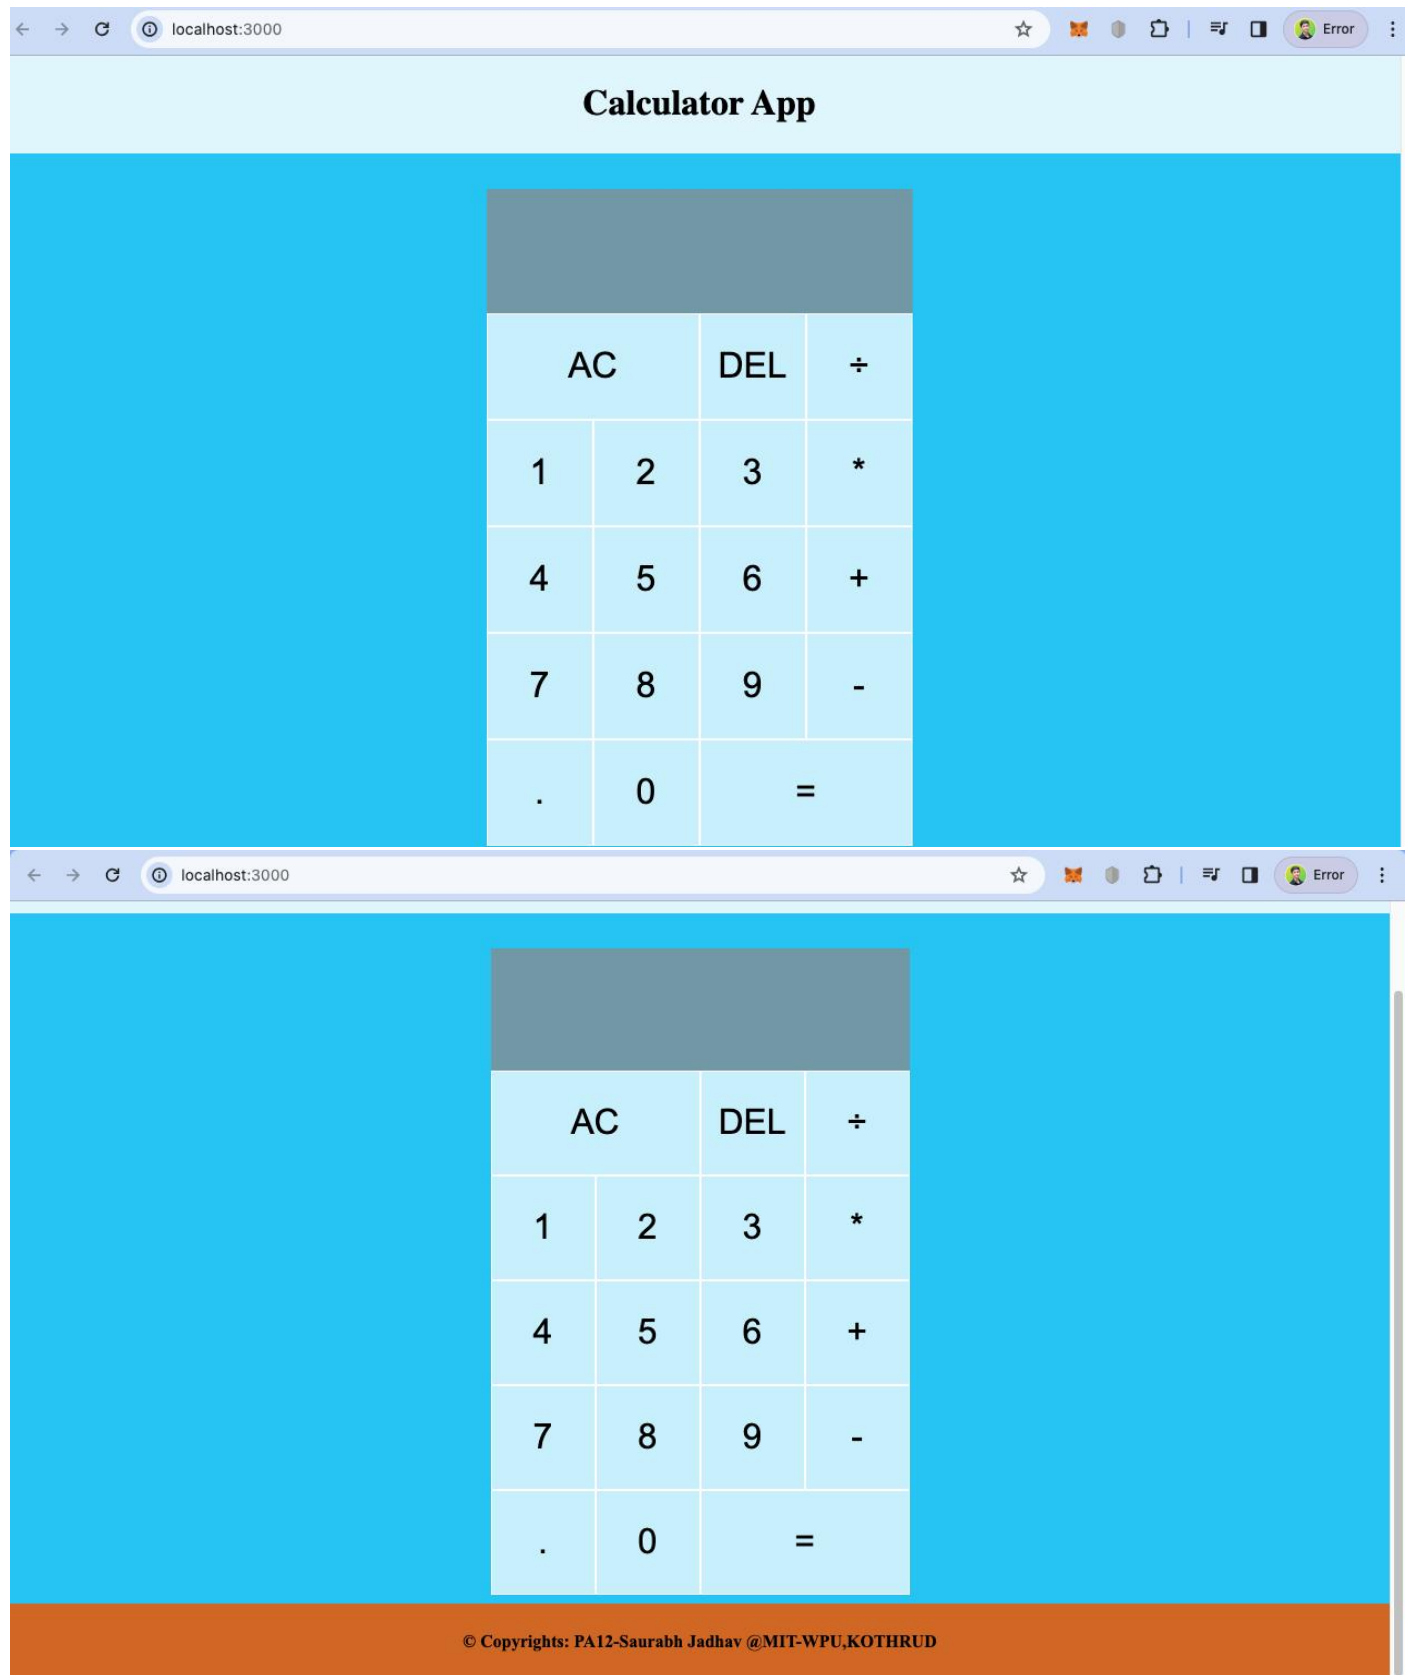 localhost:3000
Error
Calculator App
AC DEL ÷
1 2 3 *
4 5 6 +
7 8 9 -
. 0 =
localhost:3000
Error
AC DEL ÷
1 2 3 *
4 5 6 +
7 8 9 -
. 0 =
© Copyrights: PA12-Saurabh Jadhav @MIT-WPU,KOTHRUD